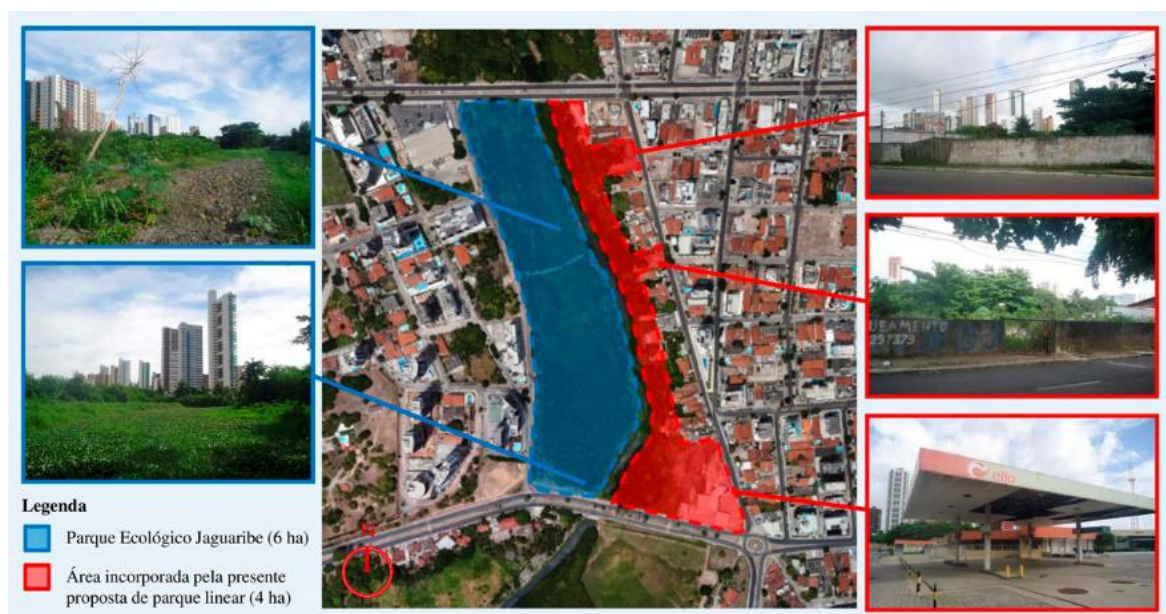 UEAMENTO
ello
Legenda
Parque Ecológico Jaguaribe (6 ha)
Área incorporada pela presente
proposta de parque linear (4 ha)